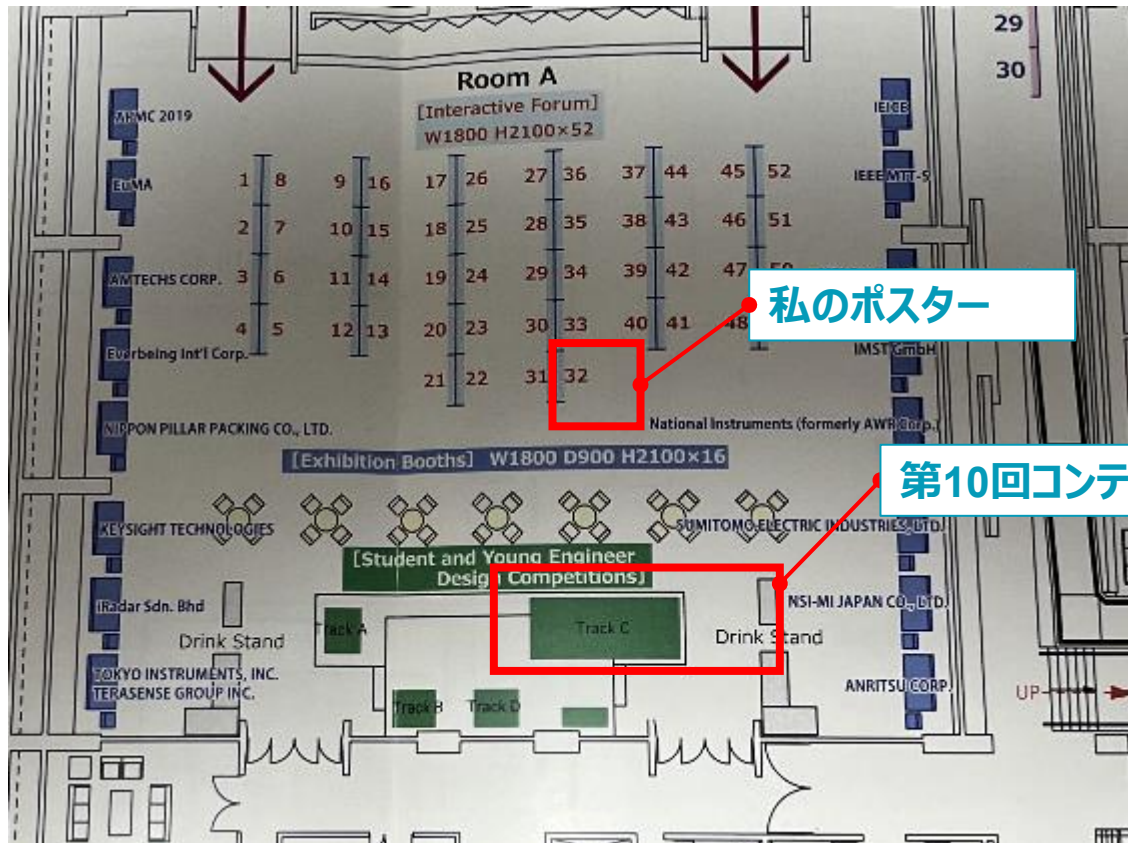 29
30
Room A
[Interactive Forum]
W1800 H2100×52
APMC 2019
IEICE
EuMA
IEEE MTT-S
1 8 9 16 17 26 27 36 37 44 45 52
2 7 10 15 18 25 28 35 38 43 46 51
AMTECHS CORP.
3 6 11 14 19 24 29 34 39 42 47
私のポスター
4 5 12 13 20 23 30 33 40 41 48
Everbeing Int'l Corp.
IMST GmbH
21 22 31 32
NIPPON PILLAR PACKING CO., LTD.
National Instruments (formerly AWR Corp.)
[Exhibition Booths] W1800 D900 H2100×16
第10回コンテ
KEYSIGHT TECHNOLOGIES
SUMITOMO ELECTRIC INDUSTRIES, LTD.
[Student and Young Engineer
Design Competitions]
iRadar Sdn. Bhd
NSI-MI JAPAN CO., LTD.
Track A
Track C
Drink Stand
Drink Stand
TOKYO INSTRUMENTS, INC.
TERASENSE GROUP INC.
ANRITSU CORP.
UP
Track B
Track D